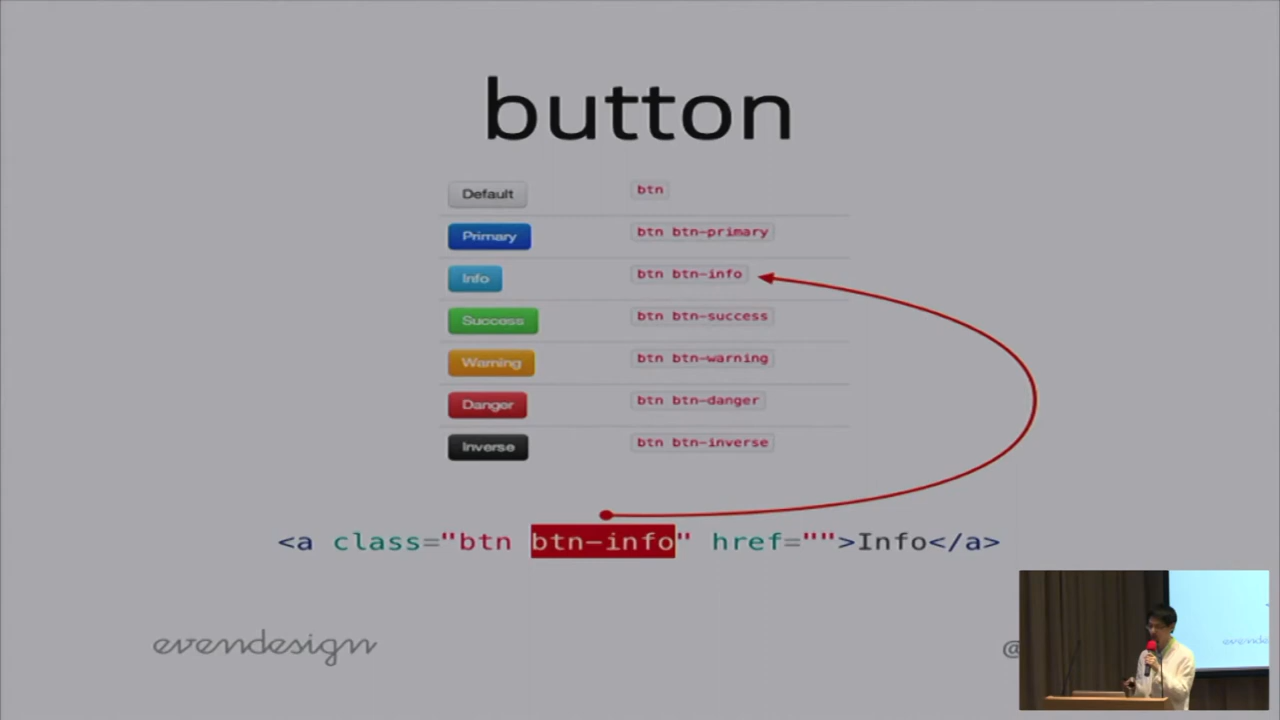 button
Default btn
Primary btn btn-primary
Info btn btn-info
Success btn btn-success
Warning btn btn-warning
Danger btn btn-danger
Inverse btn btn-inverse
<a class="btn btn-info" href="">Info</a>
evendesign
@
evendesign